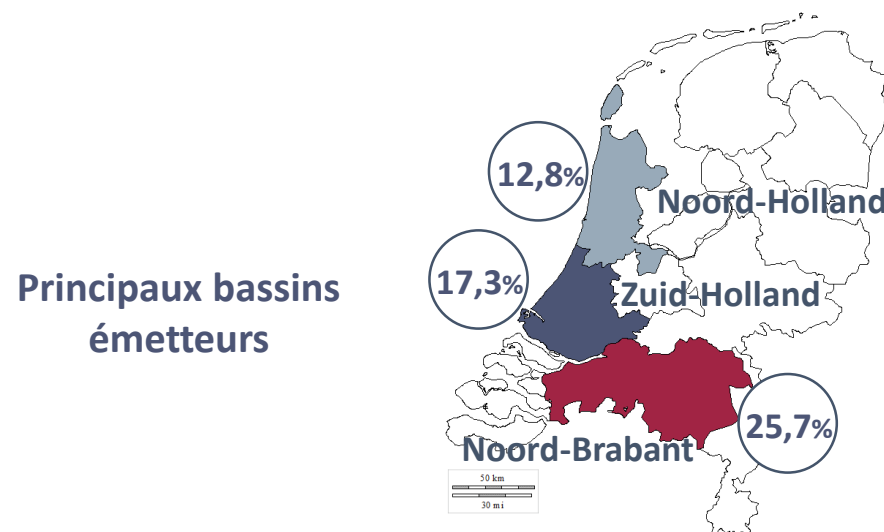 12,8%
Noord-Holland
17,3%
Zuid-Holland
Principaux bassins
émetteurs
25,7%
Noord-Brabant
50 km
30 mi